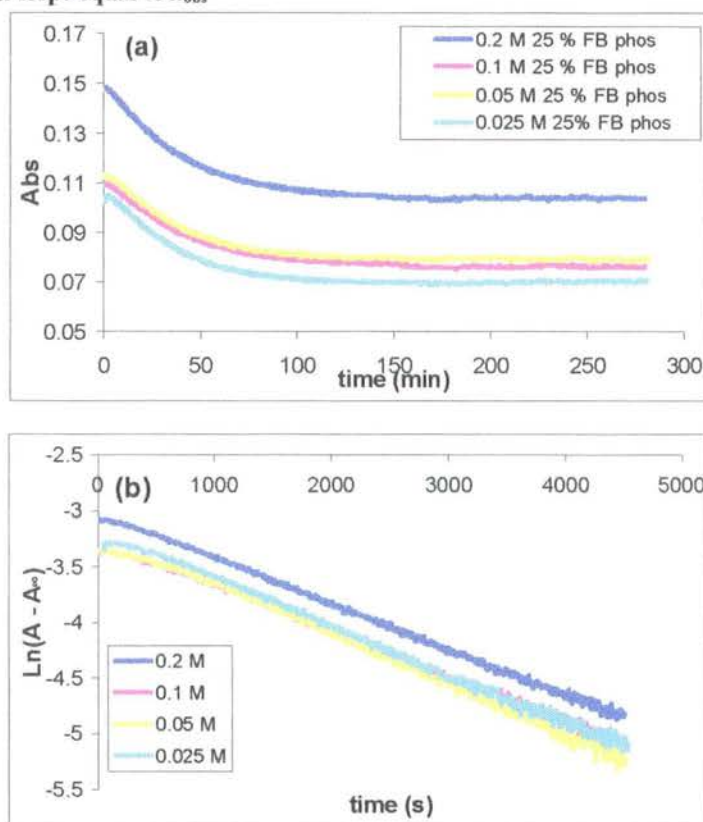 (a)
0.2 M 25 % FB phos
0.1 M 25 % FB phos
0.05 M 25 % FB phos
0.025 M 25% FB phos
0.17
0.15
0.13
0.11
0.09
0.07
0.05
Abs
0 50 100 150 200 250 300
time (min)
-2.5
0 1000 2000 3000 4000 5000
(b)
-3
-3.5
-4
-4.5
-5
-5.5
Ln(A - A∞)
0.2 M
0.1 M
0.05 M
0.025 M
time (s)